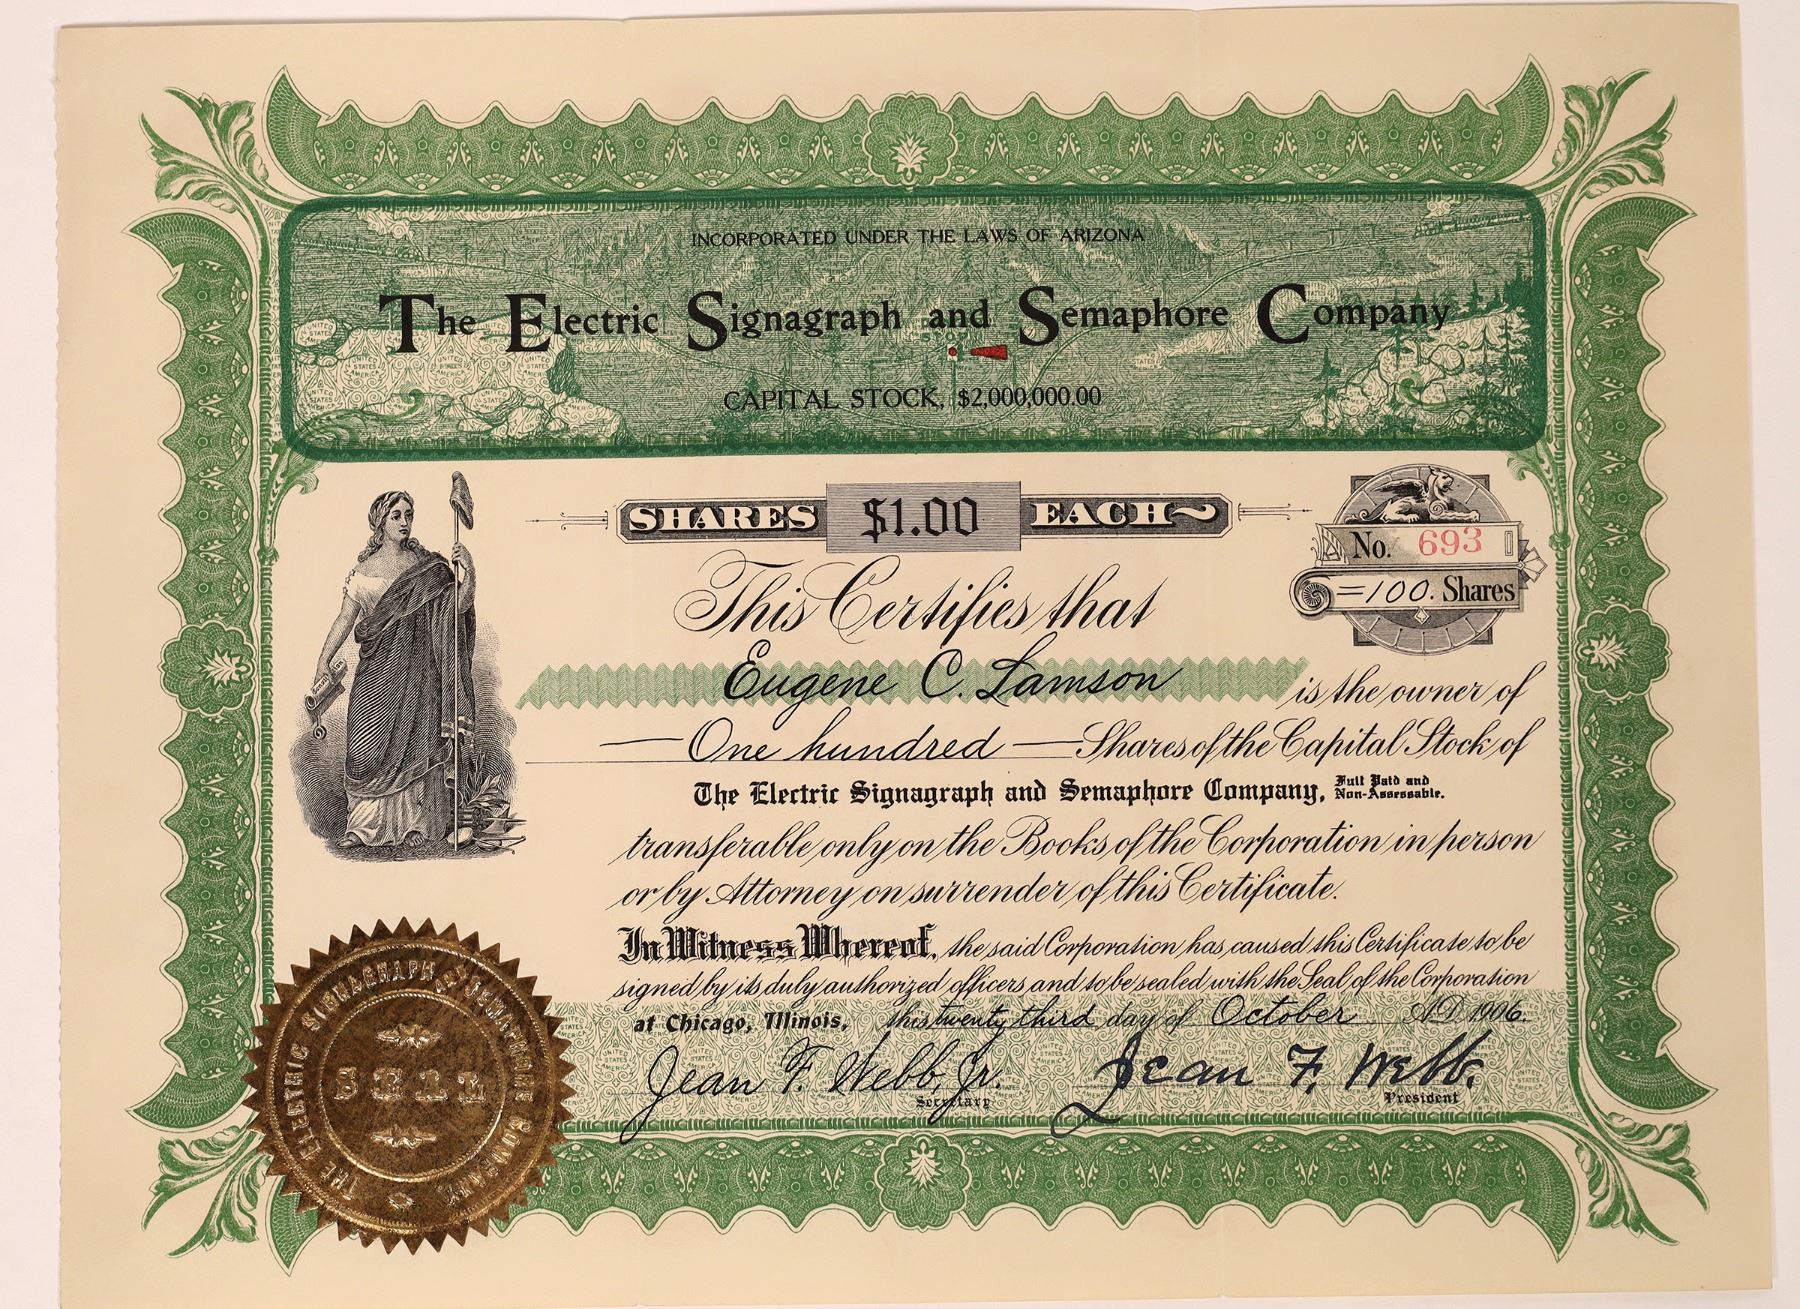 INCORPORATED UNDER THE LAWS OF ARIZONA
The Electric Signagraph and Semaphore Company
CAPITAL STOCK, $2,000,000.00
SHARES $1.00 EACH
No. 693
=100. Shares
This Certifies that
Eugene C. Lamson is the owner of
One hundred Shares of the Capital Stock of
The Electric Signagraph and Semaphore Company, Full Paid and Non-Assessable.
transferable only on the Books of the Corporation in person
or by Attorney on surrender of this Certificate.
In Witness Whereof, the said Corporation has caused this Certificate to be
signed by its duly authorized officers and to be sealed with the Seal of the Corporation
at Chicago, Illinois, this twenty third day of October A.D. 1906.
Jean F. Webb, Jr. Jean F. Webb.
Secretary President
THE ELECTRIC SIGNAGRAPH SEMAPHORE COMPANY
SEAL